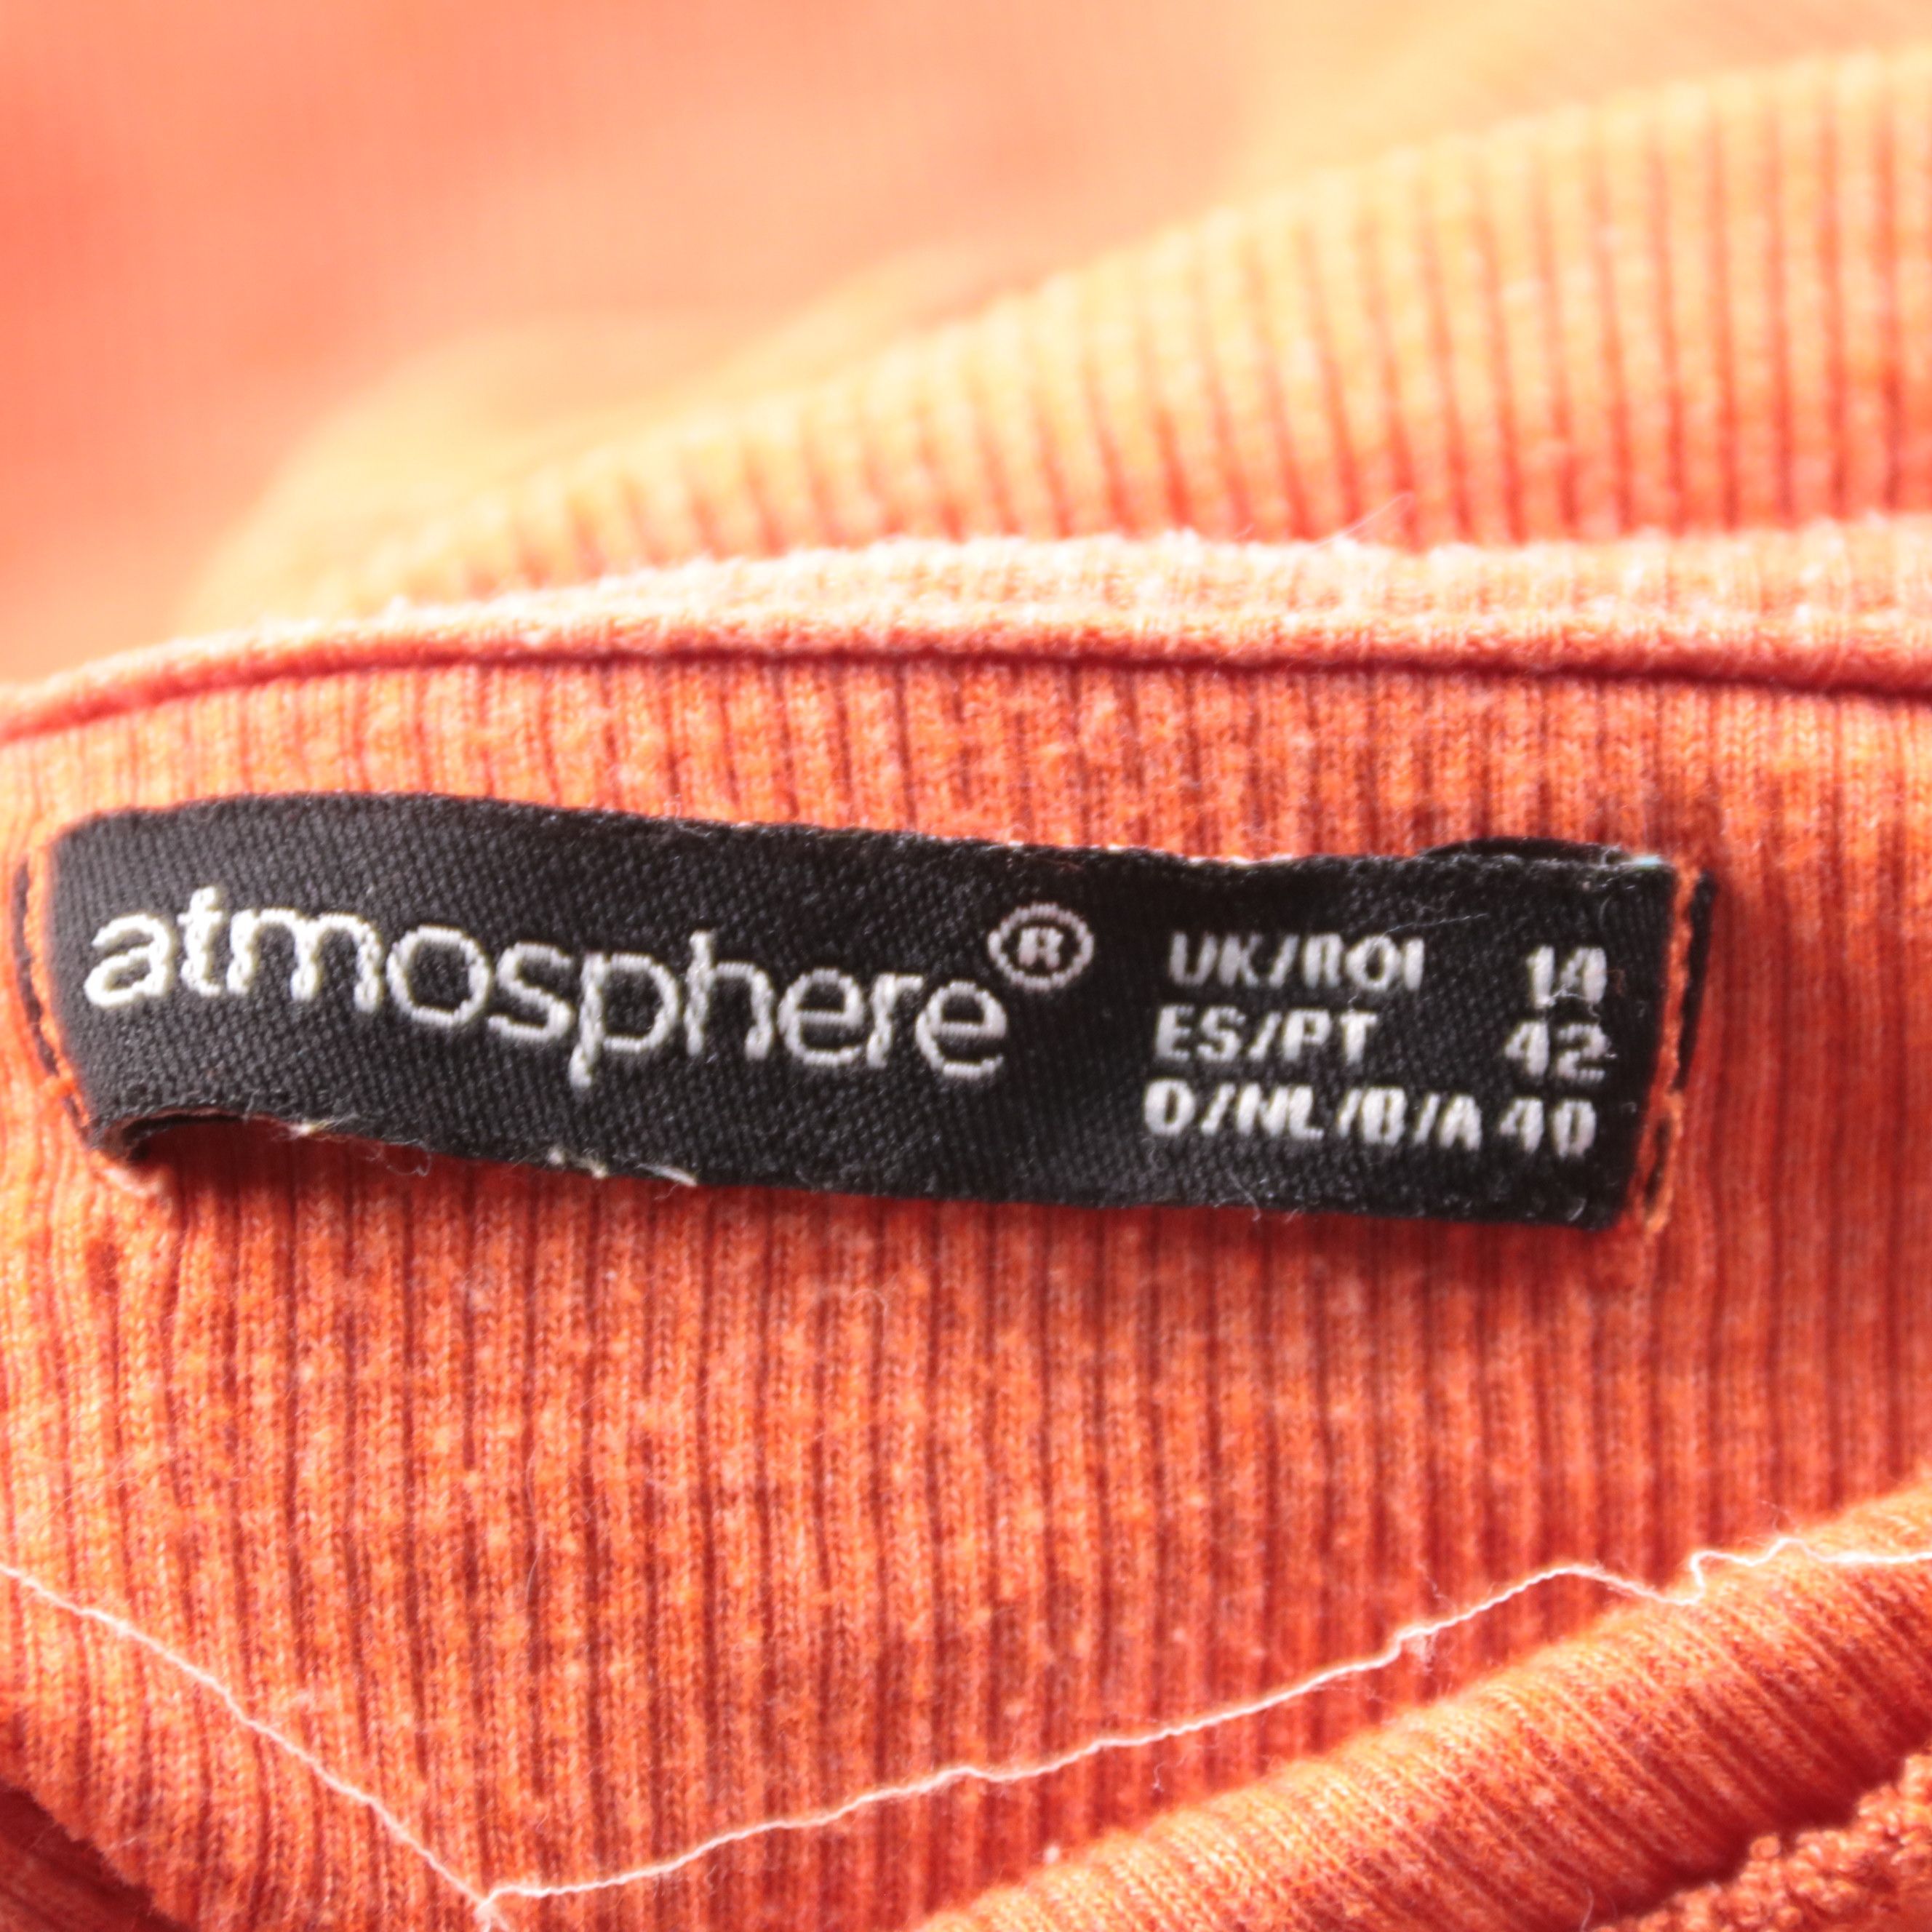 atmosphere®
UK/ROI 14
ES/PT 42
D/NL/B/A 40